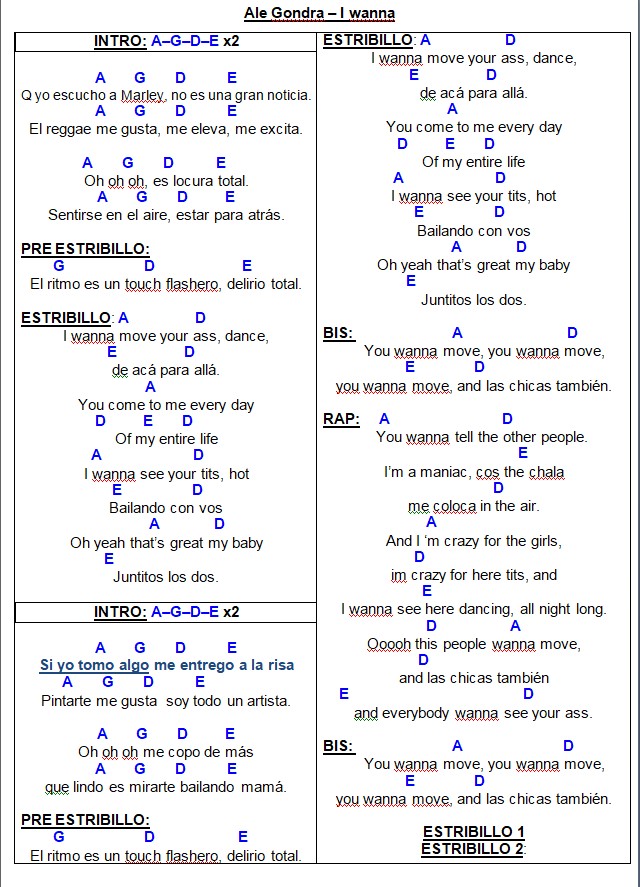 Ale Gondra – I wanna
INTRO: A–G–D–E x2
A G D E
Q yo escucho a Marley, no es una gran noticia.
A G D E
El reggae me gusta, me eleva, me excita.
A G D E
Oh oh oh, es locura total.
A G D E
Sentirse en el aire, estar para atrás.
PRE ESTRIBILLO:
G D E
El ritmo es un touch flashero, delirio total.
ESTRIBILLO: A D
I wanna move your ass, dance,
E D
de acá para allá.
A
You come to me every day
D E D
Of my entire life
A D
I wanna see your tits, hot
E D
Bailando con vos
A D
Oh yeah that's great my baby
E
Juntitos los dos.
INTRO: A–G–D–E x2
A G D E
Si yo tomo algo me entrego a la risa
A G D E
Pintarte me gusta soy todo un artista.
A G D E
Oh oh oh me copo de más
A G D E
que lindo es mirarte bailando mamá.
PRE ESTRIBILLO:
G D E
El ritmo es un touch flashero, delirio total.
ESTRIBILLO: A D
I wanna move your ass, dance,
E D
de acá para allá.
A
You come to me every day
D E D
Of my entire life
A D
I wanna see your tits, hot
E D
Bailando con vos
A D
Oh yeah that's great my baby
E
Juntitos los dos.
BIS: A D
You wanna move, you wanna move,
E D
you wanna move, and las chicas también.
RAP: A D
You wanna tell the other people.
E
I'm a maniac, cos the chala
D
me coloca in the air.
A
And I 'm crazy for the girls,
D
im crazy for here tits, and
E
I wanna see here dancing, all night long.
D A
Ooooh this people wanna move,
D
and las chicas también
E D
and everybody wanna see your ass.
BIS: A D
You wanna move, you wanna move,
E D
you wanna move, and las chicas también.
ESTRIBILLO 1
ESTRIBILLO 2: